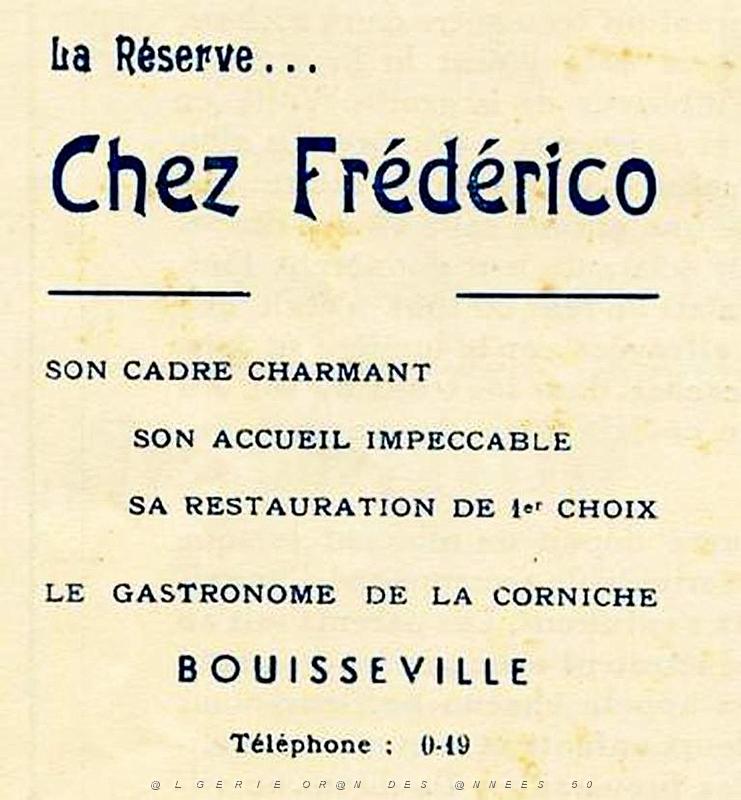 La Réserve...
Chez Frédérico
SON CADRE CHARMANT
SON ACCUEIL IMPECCABLE
SA RESTAURATION DE 1er CHOIX
LE GASTRONOME DE LA CORNICHE
BOUISSEVILLE
Téléphone : 0-19
@LGERIE OR@N DES @NNEES 50